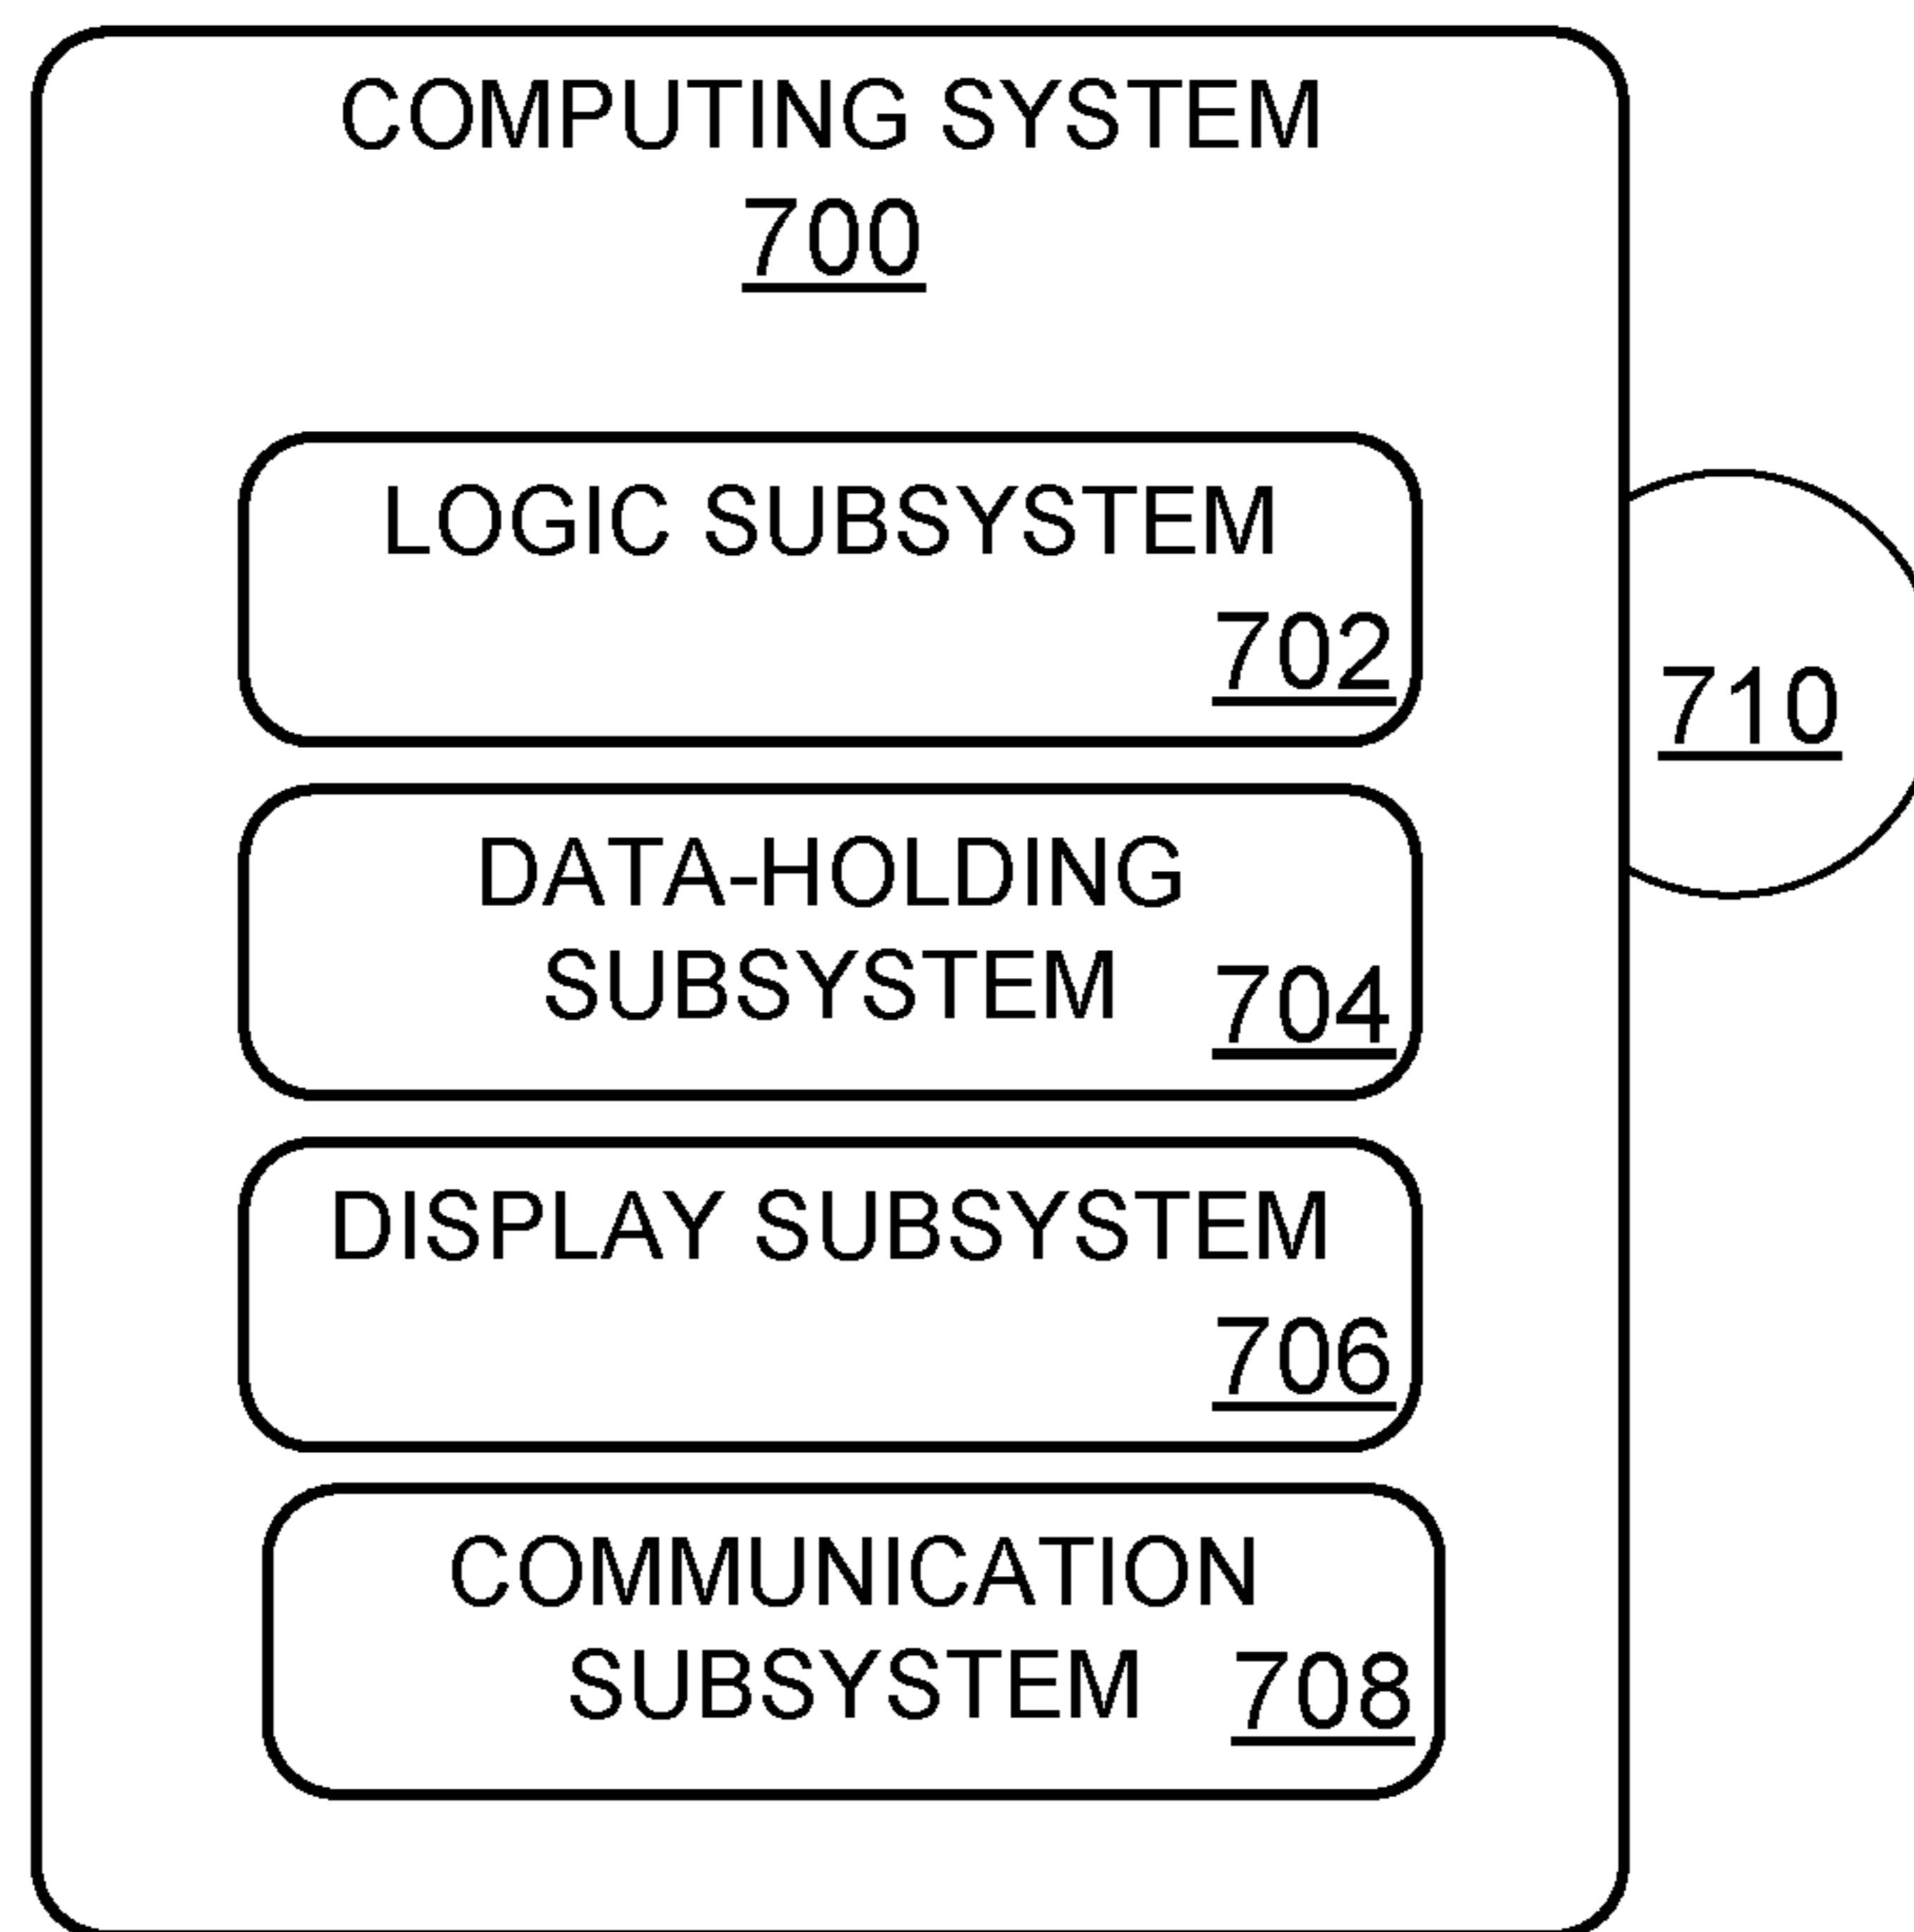 COMPUTING SYSTEM
700
LOGIC SUBSYSTEM
702
710
DATA-HOLDING
SUBSYSTEM 704
DISPLAY SUBSYSTEM
706
COMMUNICATION
SUBSYSTEM 708